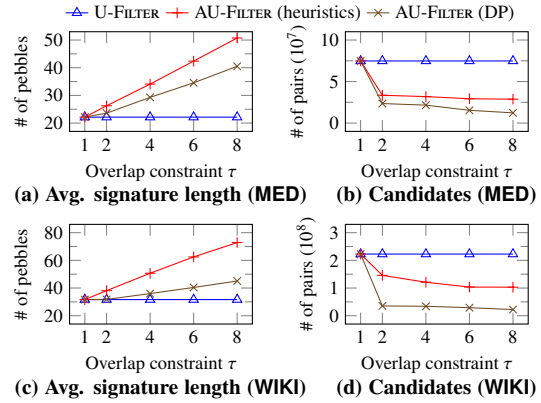 U-FILTER AU-FILTER (heuristics) AU-FILTER (DP)
# of pebbles
50
40
30
20
1 2 4 6 8
Overlap constraint τ
(a) Avg. signature length (MED)
# of pairs (10⁷)
10
5
0
1 2 4 6 8
Overlap constraint τ
(b) Candidates (MED)
# of pebbles
80
60
40
20
1 2 4 6 8
Overlap constraint τ
(c) Avg. signature length (WIKI)
# of pairs (10⁸)
3
2
1
0
1 2 4 6 8
Overlap constraint τ
(d) Candidates (WIKI)